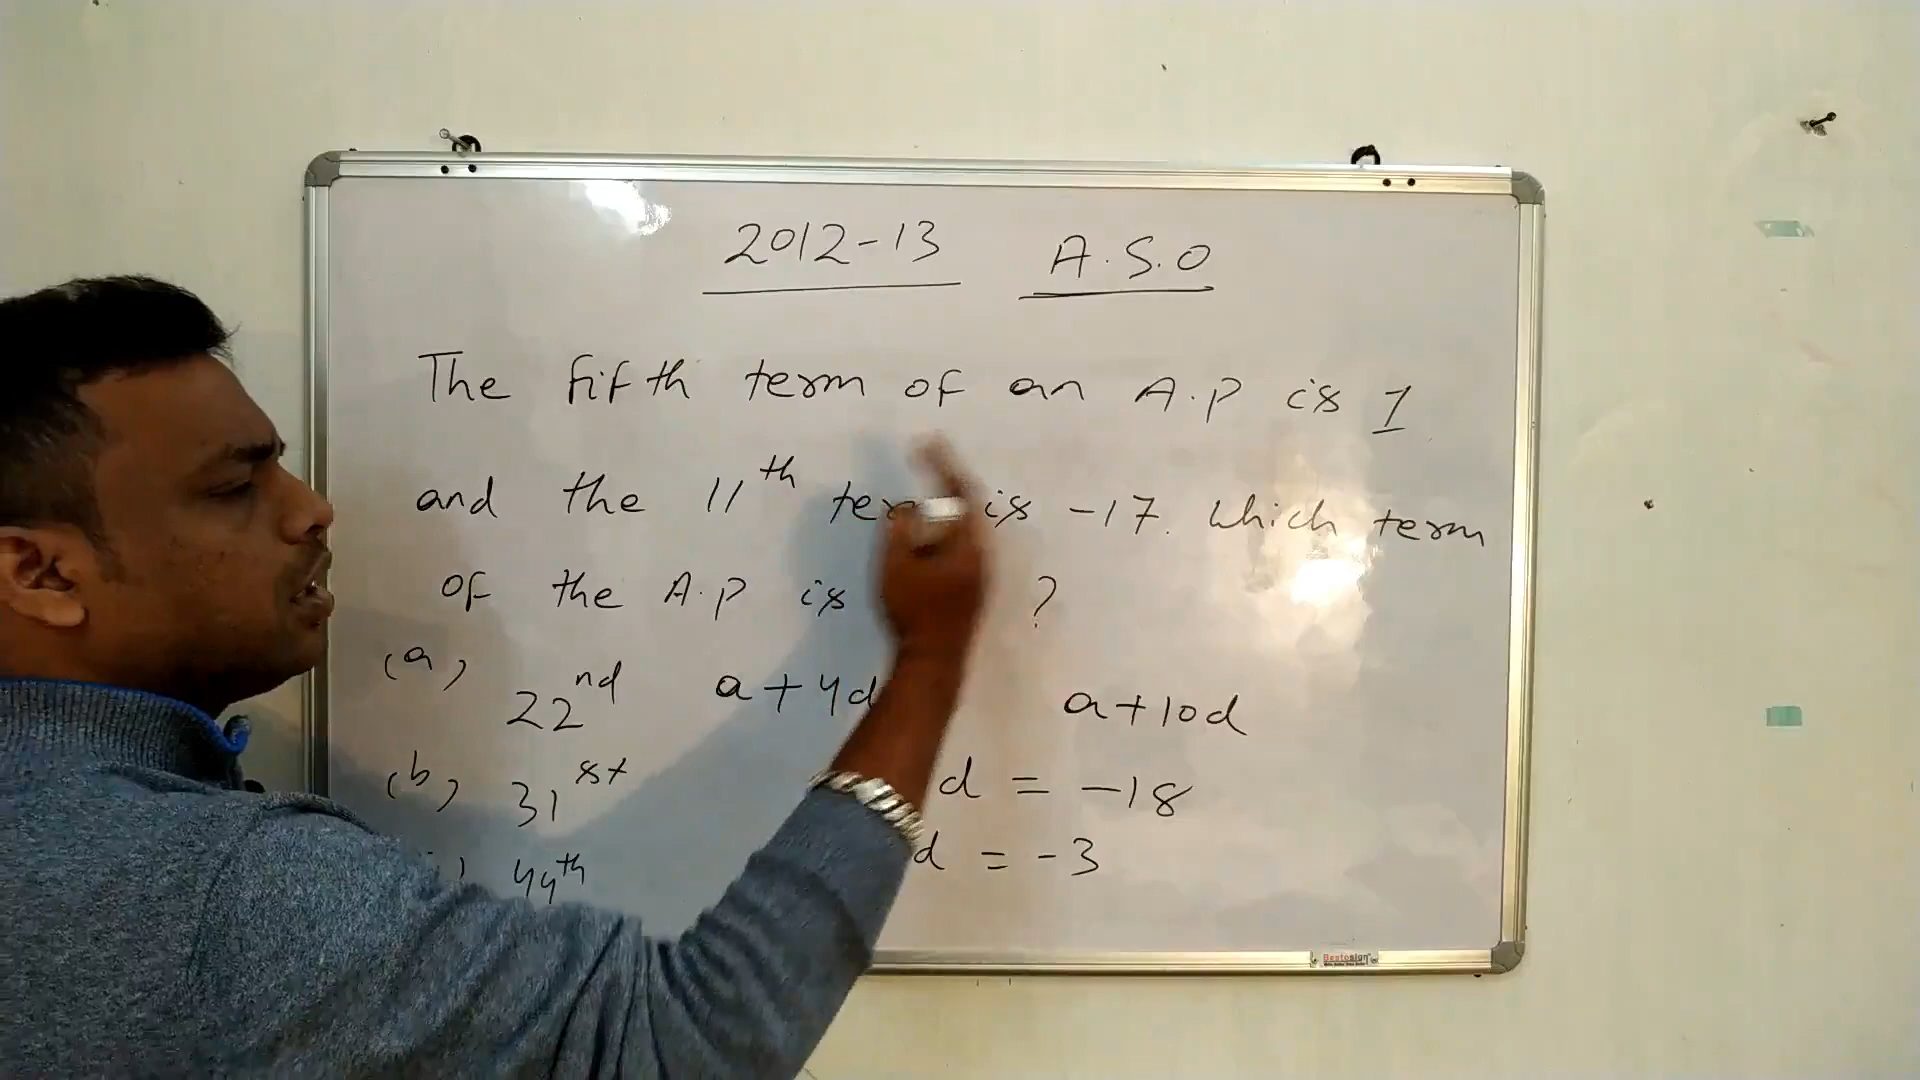 2012-13 A.S.O
The fifth term of an A.P is 1
and the 11th term is -17. Which term
of the A.P is ?
(a) 22nd a+4d a+10d
(b) 31st d = -18
) 44th d = -3
Bestosign